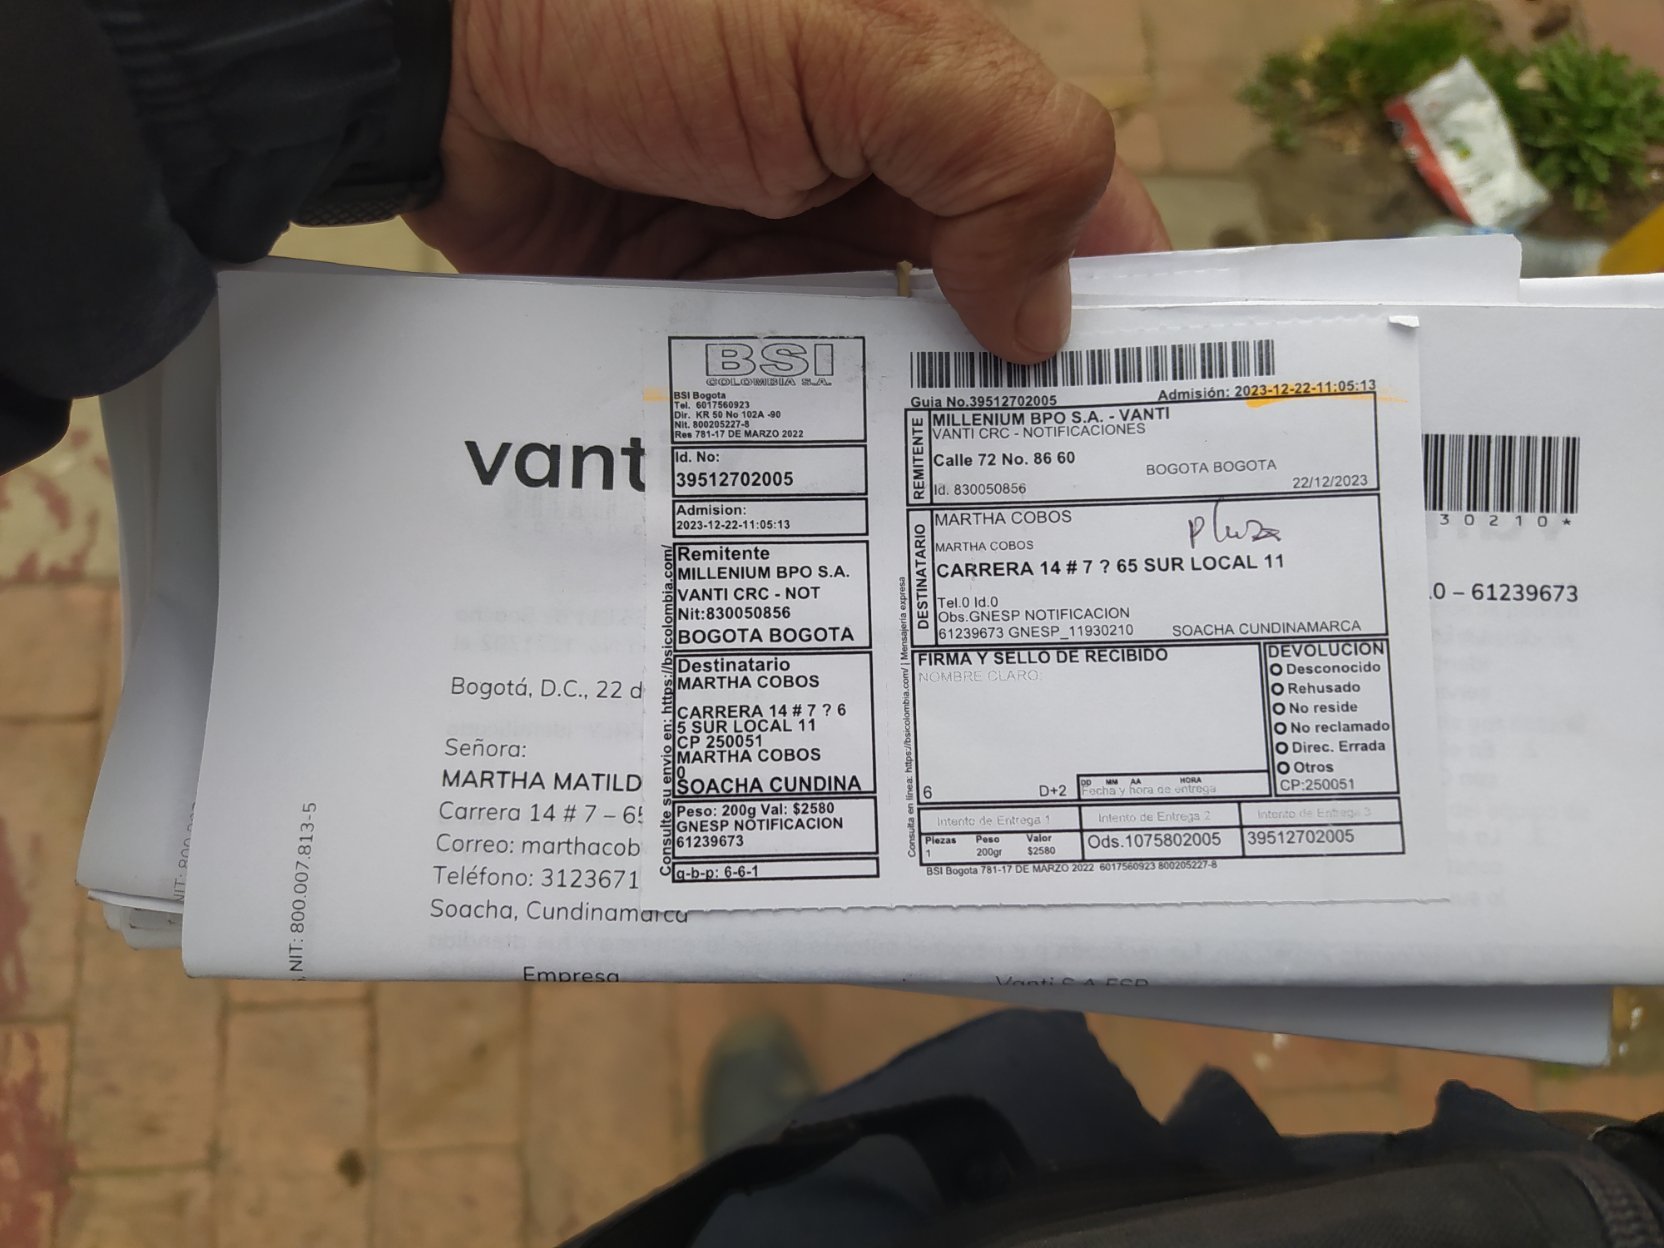 vant
Bogotá, D.C., 22 d
Señora:
MARTHA MATILD
Carrera 14 # 7 – 65
Correo: marthacob
Teléfono: 3123671
Soacha, Cundinamarca
Empresa
Vanti S.A ESP
NIT: 800.007.813-5
BSI
COLOMBIA S.A.
BSI Bogota
Tel. 6017560923
Dir. KR 50 No 102A -90
Nit. 800205227-8
Res 781-17 DE MARZO 2022
Id. No:
39512702005
Admision:
2023-12-22-11:05:13
Remitente
MILLENIUM BPO S.A.
VANTI CRC - NOT
Nit:830050856
BOGOTA BOGOTA
Destinatario
MARTHA COBOS
CARRERA 14 # 7 ? 6
5 SUR LOCAL 11
CP 250051
MARTHA COBOS
0
SOACHA CUNDINA
Peso: 200g Val: $2580
GNESP NOTIFICACION
61239673
q-b-p: 6-6-1
Consulte su envio en: https://bsicolombia.com/
Guia No.39512702005
Admisión: 2023-12-22-11:05:13
REMITENTE
MILLENIUM BPO S.A. - VANTI
VANTI CRC - NOTIFICACIONES
Calle 72 No. 86 60
BOGOTA BOGOTA
Id. 830050856
22/12/2023
DESTINATARIO
MARTHA COBOS
MARTHA COBOS
CARRERA 14 # 7 ? 65 SUR LOCAL 11
Tel.0 Id.0
Obs.GNESP NOTIFICACION
61239673 GNESP_11930210
SOACHA CUNDINAMARCA
FIRMA Y SELLO DE RECIBIDO
NOMBRE CLARO:
DEVOLUCION
Desconocido
Rehusado
No reside
No reclamado
Direc. Errada
Otros
CP:250051
6
D+2
DD MM AA HORA
Fecha y hora de entrega
Intento de Entrega 1
Intento de Entrega 2
Intento de Entrega 3
Piezas Peso Valor
1 200gr $2580
Ods.1075802005
39512702005
BSI Bogota 781-17 DE MARZO 2022 6017560923 800205227-8
Consulta en línea: https://bsicolombia.com/ | Mensajería expresa
30210*
0 – 61239673